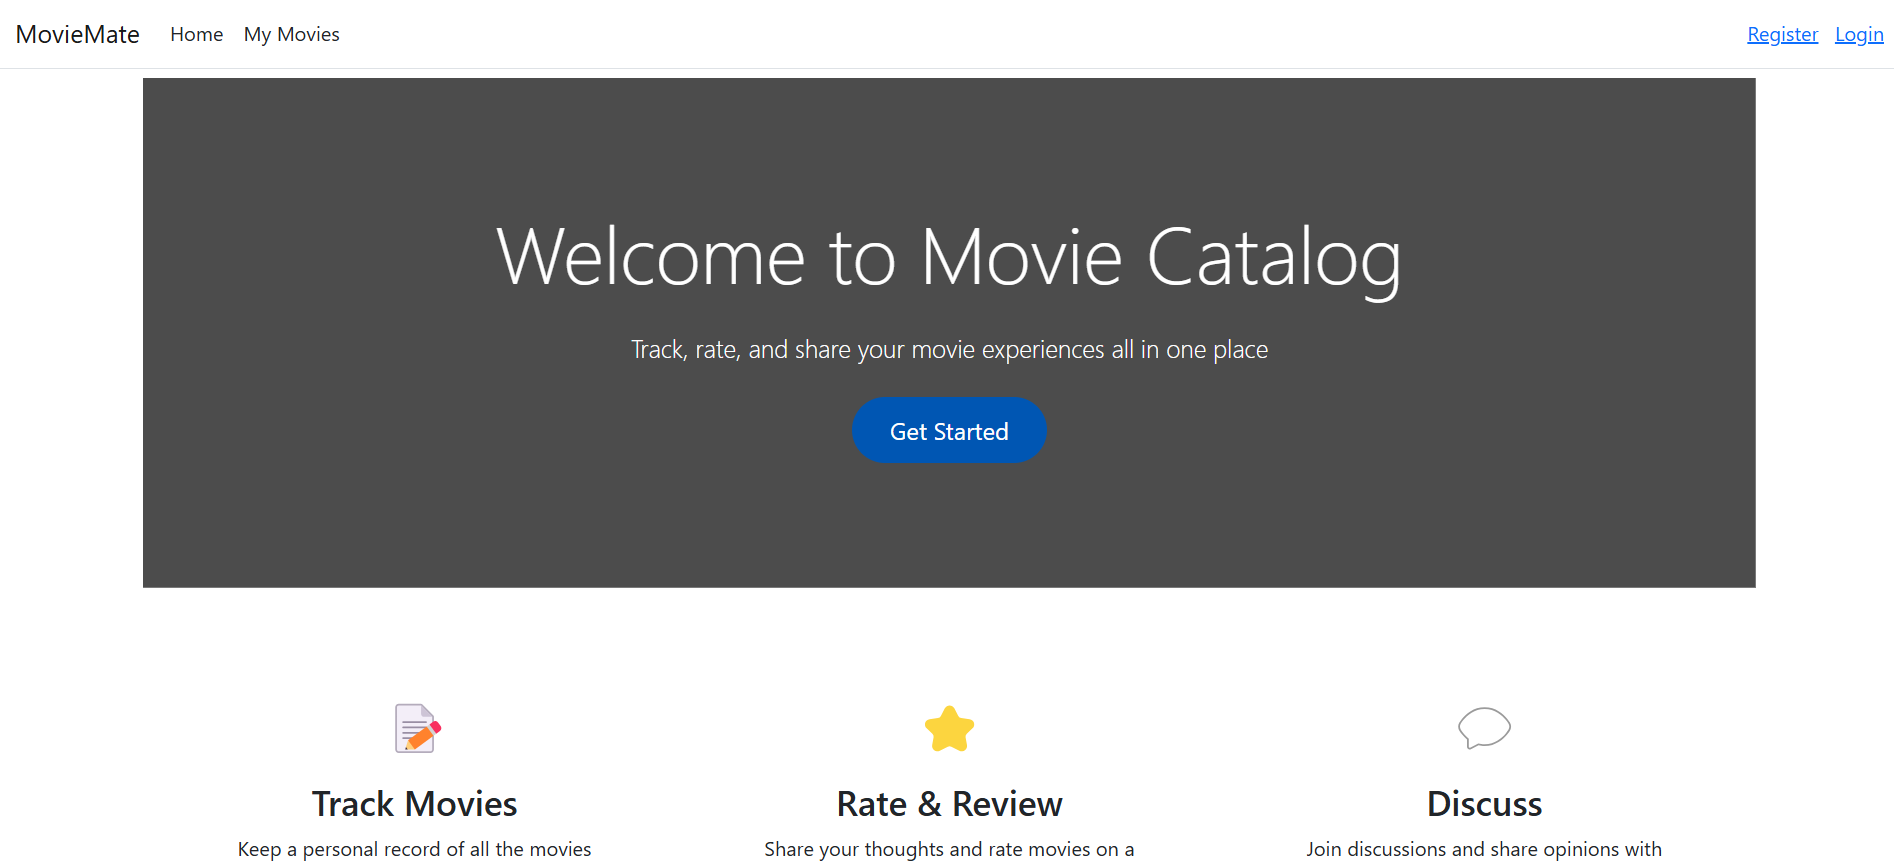 MovieMate Home My Movies Register Login
Welcome to Movie Catalog
Track, rate, and share your movie experiences all in one place
Get Started
Track Movies
Keep a personal record of all the movies
Rate & Review
Share your thoughts and rate movies on a
Discuss
Join discussions and share opinions with